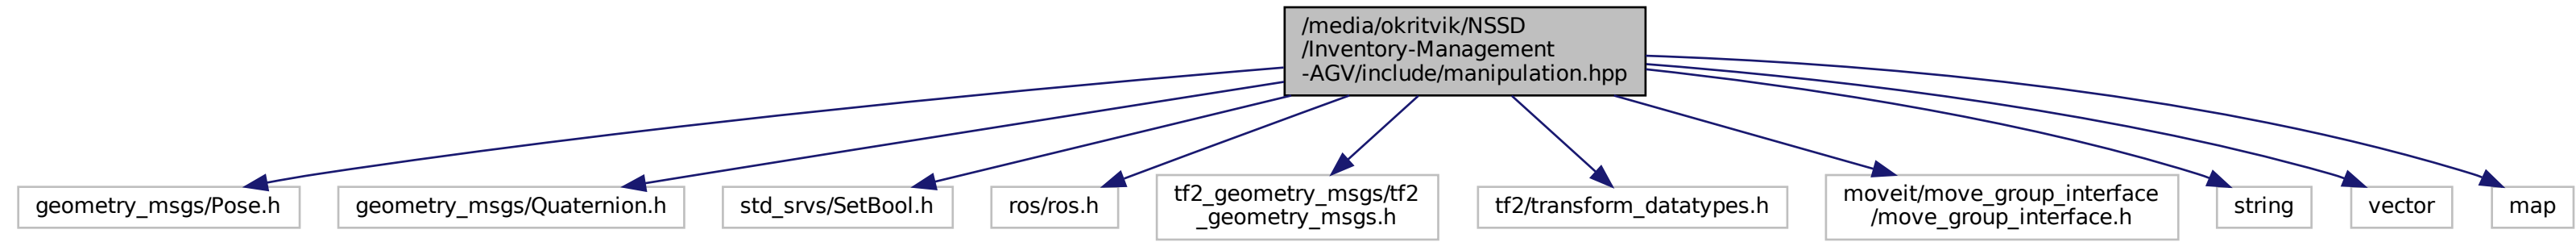 /media/okritvik/NSSD
/Inventory-Management
-AGV/include/manipulation.hpp
geometry_msgs/Pose.h
geometry_msgs/Quaternion.h
std_srvs/SetBool.h
ros/ros.h
tf2_geometry_msgs/tf2
_geometry_msgs.h
tf2/transform_datatypes.h
moveit/move_group_interface
/move_group_interface.h
string
vector
map